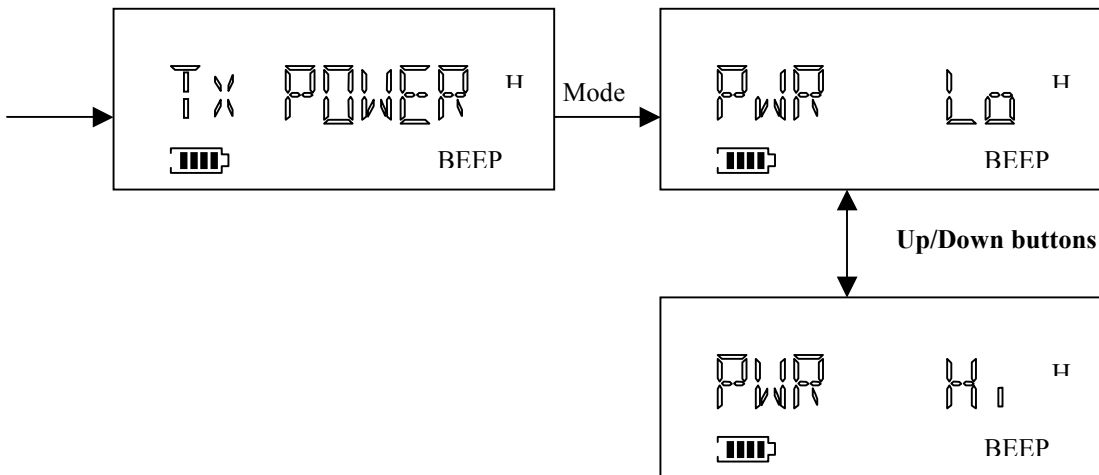 Tx POWER H
Mode
BEEP
PWR Lo H
BEEP
Up/Down buttons
PWR Hi H
BEEP